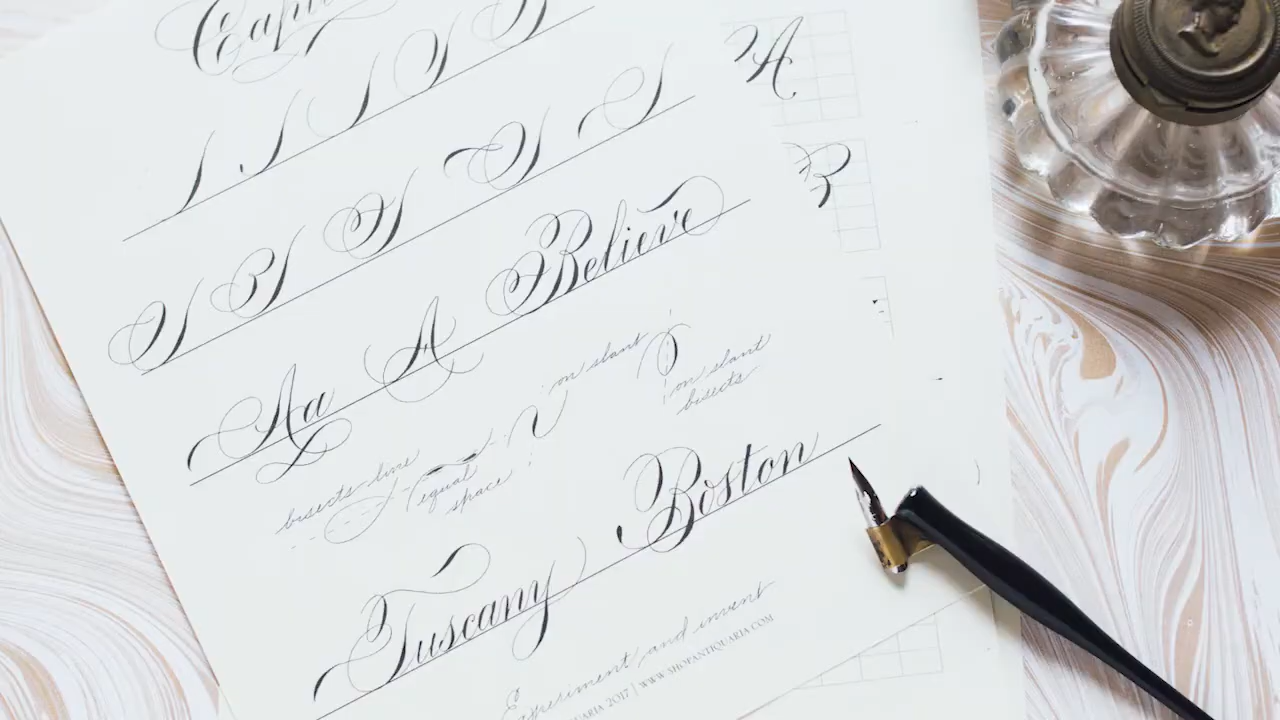 Aa A Believe
on slant
on slant
bisects
bisects line
equal
space
Boston
Tuscany
Experiment and invent
2017 | WWW.SHOPANTIQUARIA.COM
A
B